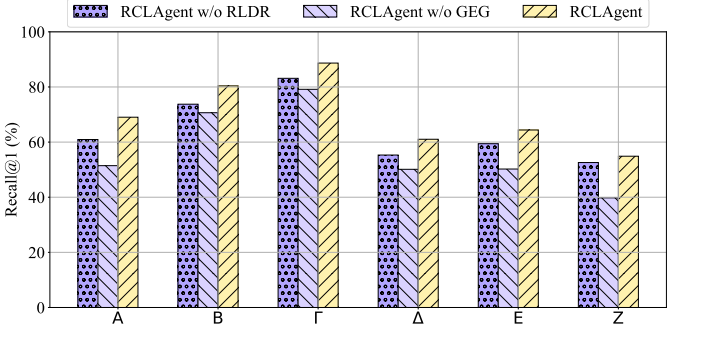 RCLAgent w/o RLDR RCLAgent w/o GEG RCLAgent
Recall@1 (%)
100
80
60
40
20
0
Α Β Γ Δ Ε Ζ